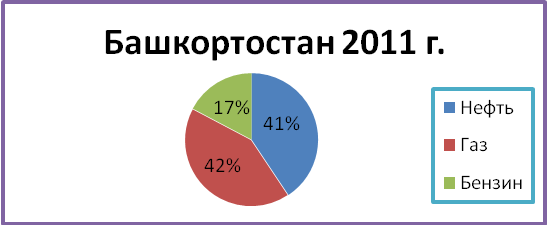 Башкортостан 2011 г.
17%
41%
42%
Нефть
Газ
Бензин